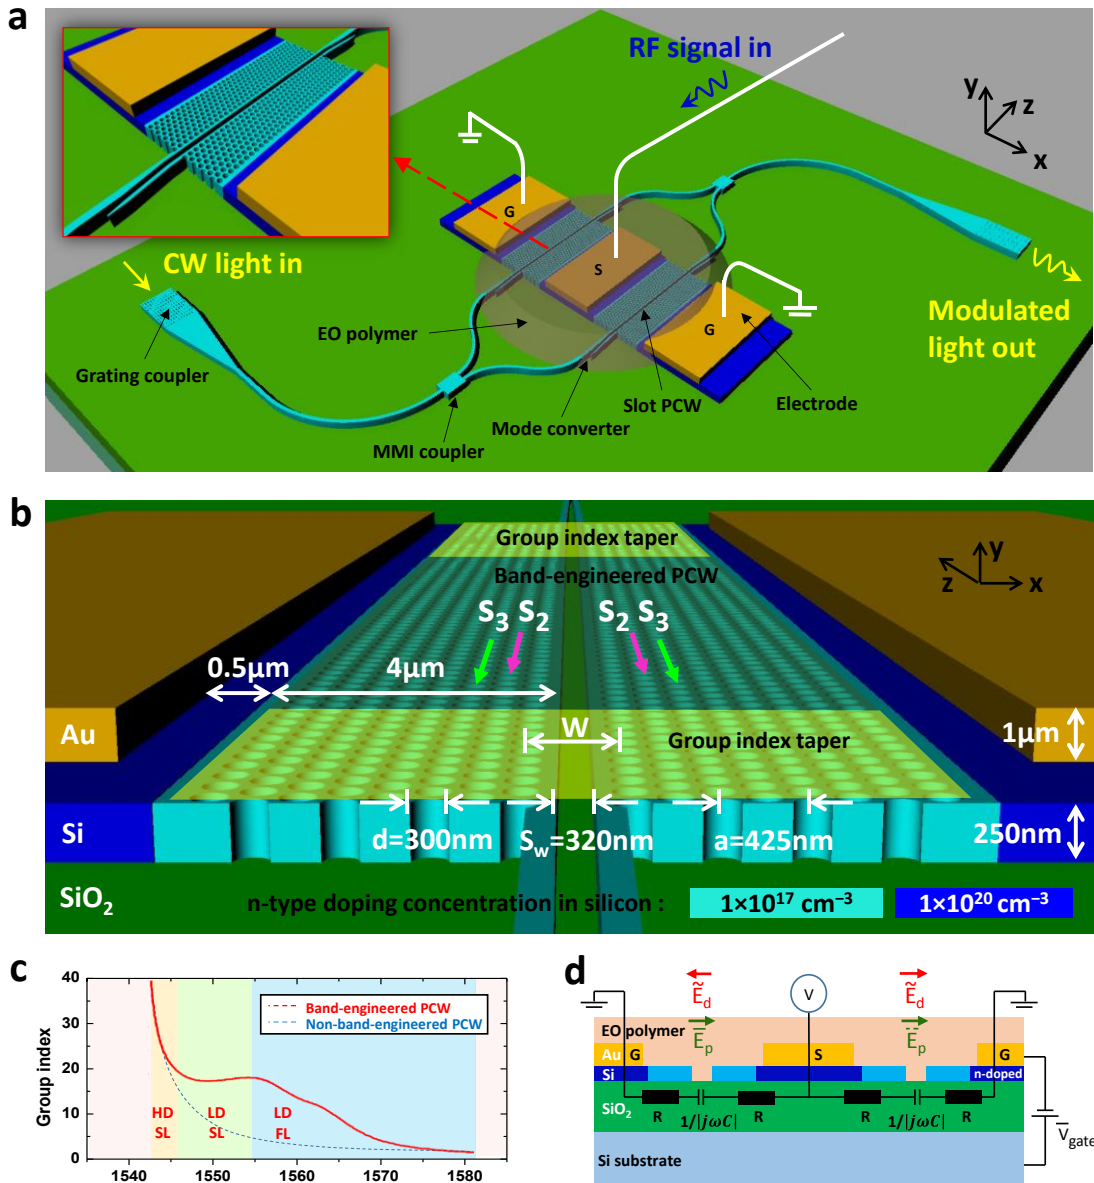 a
RF signal in
y
z
x
G
CW light in
S
EO polymer
G
Modulated
light out
Grating coupler
Slot PCW
Electrode
Mode converter
MMI coupler
b
Group index taper
Band-engineered PCW
y
z
x
S3 S2
S2 S3
0.5μm
4μm
Au
W
1μm
Group index taper
Si
d=300nm
Sw=320nm
a=425nm
250nm
SiO2
n-type doping concentration in silicon :
1×10^17 cm^–3
1×10^20 cm^–3
c
40
30
20
10
0
Group index
Band-engineered PCW
Non-band-engineered PCW
HD
SL
LD
SL
LD
FL
1540
1550
1560
1570
1580
d
Ẽd
V
Ẽd
EO polymer
E̅p
E̅p
Au
G
S
G
Si
n-doped
SiO2
R
1/|jωC|
R
R
1/|jωC|
R
V̅gate
Si substrate